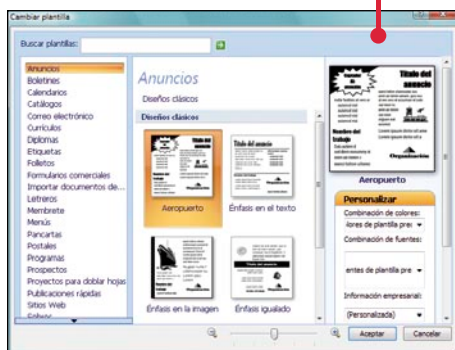 Cambiar plantilla
Buscar plantillas:
Anuncios
Boletines
Calendarios
Catálogos
Correo electrónico
Currículos
Diplomas
Etiquetas
Folletos
Formularios comerciales
Importar documentos de...
Letreros
Membrete
Menús
Pancartas
Postales
Programas
Prospectos
Proyectos para doblar hojas
Publicaciones rápidas
Sitios Web
Anuncios
Diseños clásicos
Diseños clásicos
Aeropuerto
Énfasis en el texto
Énfasis en la imagen
Énfasis igualado
Título del
anuncio
Nombre del
trabajo
Organización
Aeropuerto
Personalizar
Combinación de colores:
lores de plantilla pre
Combinación de fuentes:
entes de plantilla pre
Información empresarial:
(Personalizada)
Aceptar
Cancelar